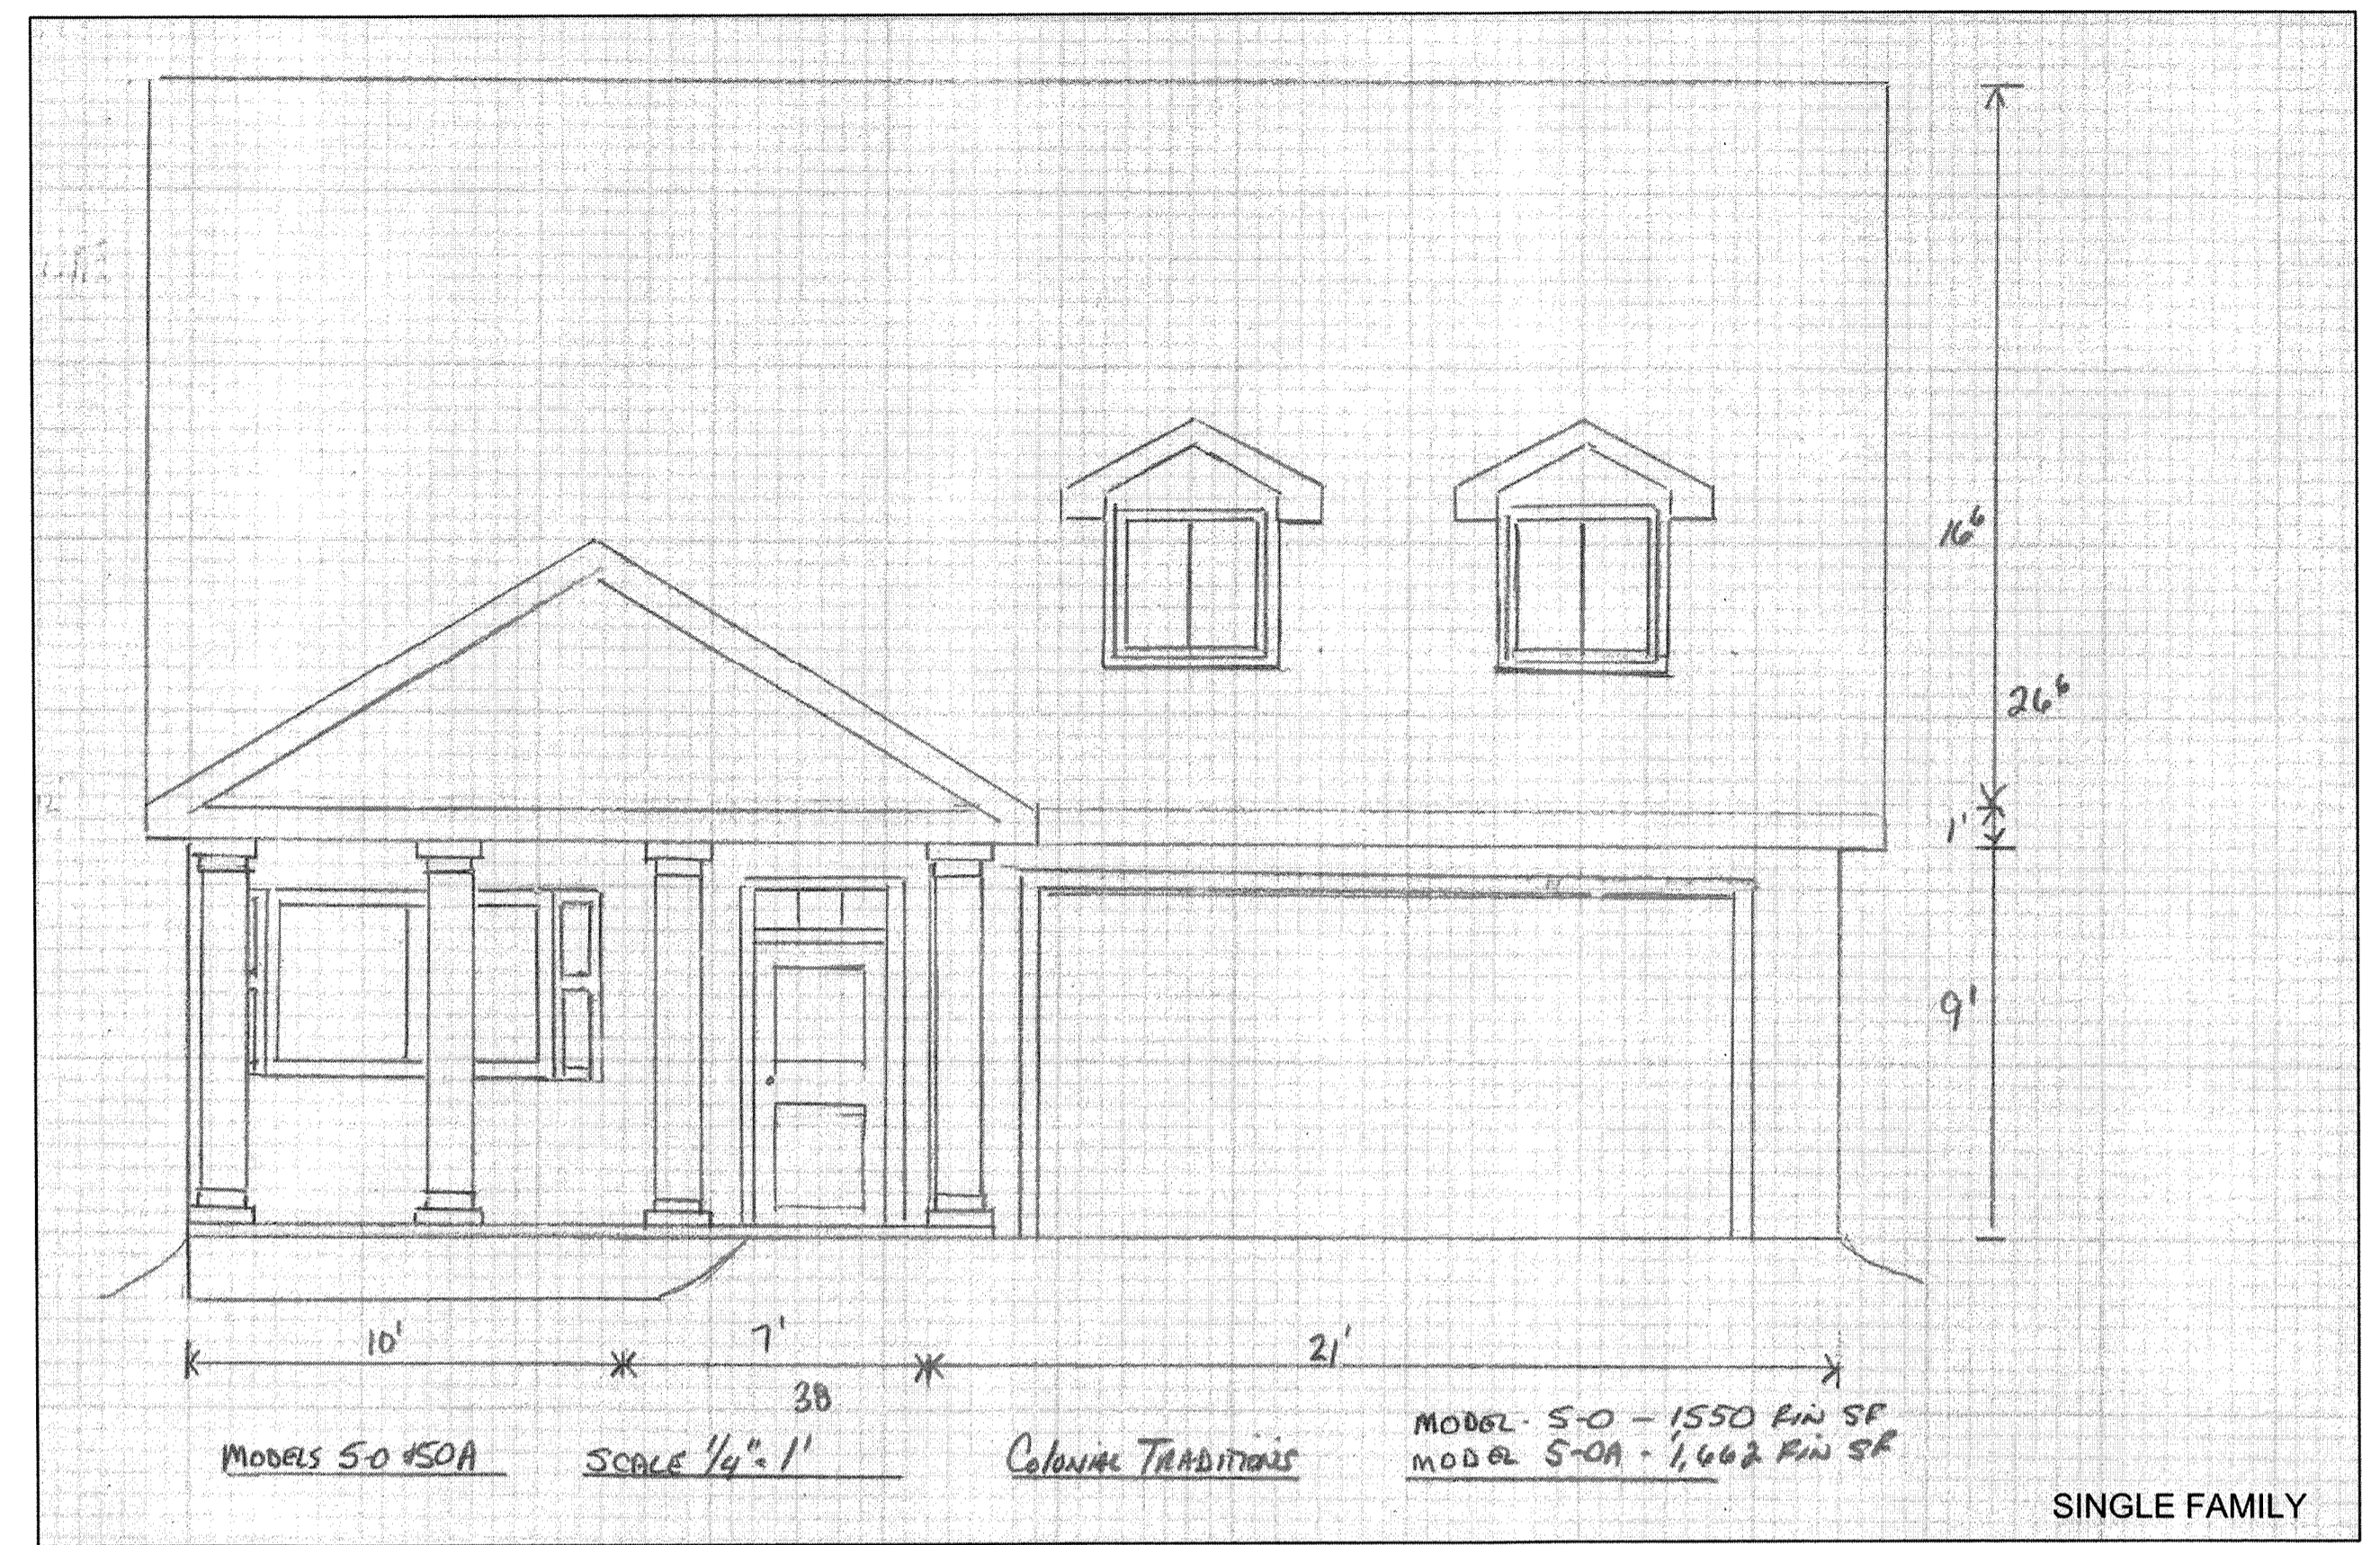 16⁶
26⁶
1'
9'
10'
7'
21'
38
MODELS 5-0 & 50A
SCALE 1/4" = 1'
COLONIAL TRADITIONS
MODEL - 5-0 - 1550 FIN SF
MODEL 5-0A - 1,662 FIN SF
SINGLE FAMILY